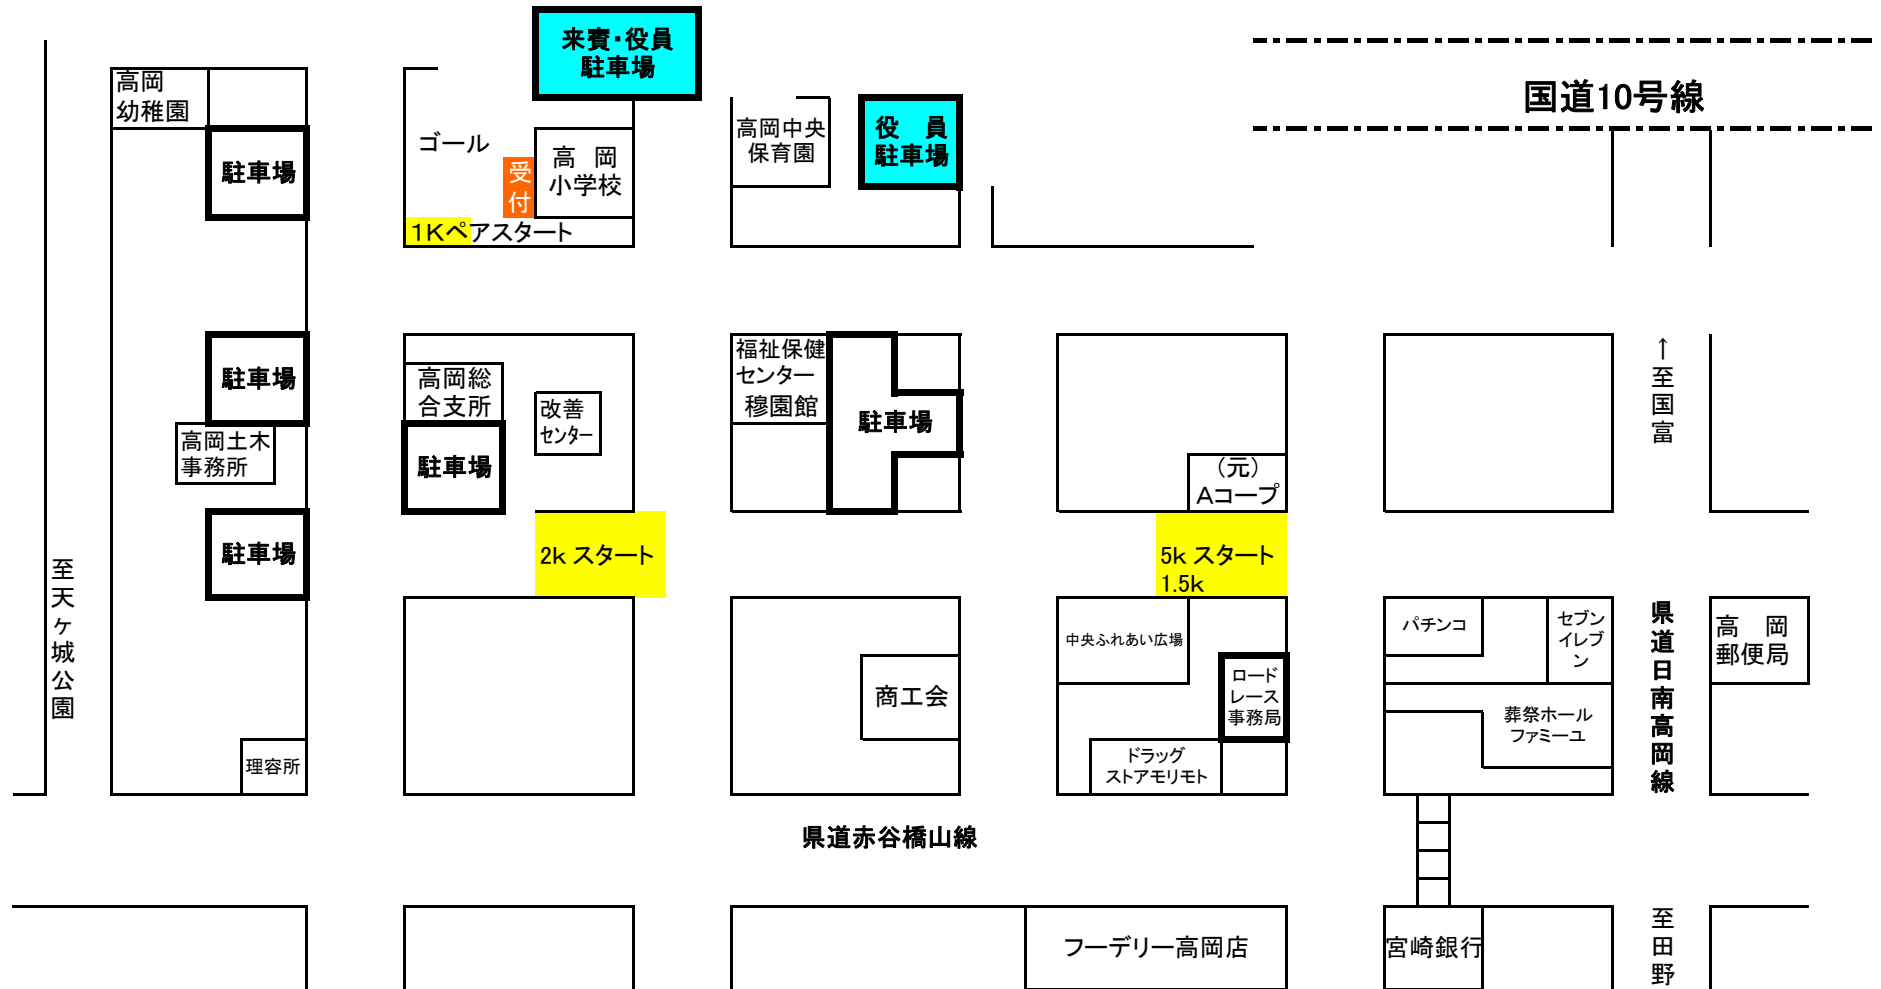 来賓・役員
駐車場
国道10号線
高岡
幼稚園
駐車場
ゴール
受付
高　岡
小学校
1Kペアスタート
高岡中央
保育園
役　員
駐車場
駐車場
高岡土木
事務所
駐車場
高岡総
合支所
駐車場
改善
センター
福祉保健
センター
穆園館
駐車場
（元）
Aコープ
↑至国富
2k スタート
5k スタート
1.5k
至天ヶ城公園
理容所
商工会
中央ふれあい広場
ロード
レース
事務局
ドラッグ
ストアモリモト
パチンコ
セブン
イレブ
ン
葬祭ホール
ファミーユ
県道日南高岡線
高　岡
郵便局
県道赤谷橋山線
フーデリー高岡店
宮崎銀行
至田野